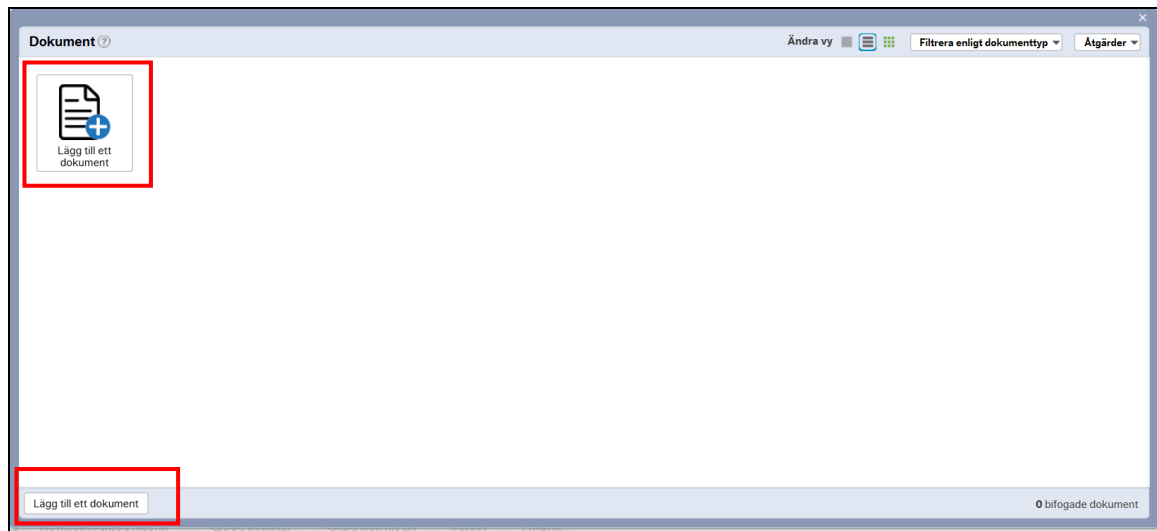 Dokument ?
Ändra vy
Filtrera enligt dokumenttyp
Åtgärder
Lägg till ett
dokument
Lägg till ett dokument
0 bifogade dokument